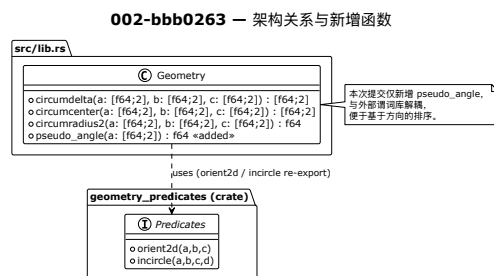 002-bbb0263 — 架构关系与新增函数
src/lib.rs
C Geometry
circumdelta(a: [f64;2], b: [f64;2], c: [f64;2]) : [f64;2]
circumcenter(a: [f64;2], b: [f64;2], c: [f64;2]) : [f64;2]
circumradius2(a: [f64;2], b: [f64;2], c: [f64;2]) : f64
pseudo_angle(a: [f64;2]) : f64 «added»
本次提交仅新增 pseudo_angle,
与外部谓词库解耦,
便于基于方向的排序。
uses (orient2d / incircle re-export)
geometry_predicates (crate)
I Predicates
orient2d(a,b,c)
incircle(a,b,c,d)